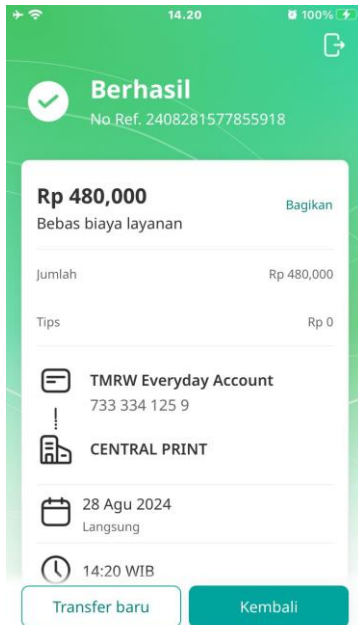 14.20
100%
Berhasil
No Ref. 2408281577855918
Rp 480,000
Bagikan
Bebas biaya layanan
Jumlah
Rp 480,000
Tips
Rp 0
TMRW Everyday Account
733 334 125 9
CENTRAL PRINT
28 Agu 2024
Langsung
14:20 WIB
Transfer baru
Kembali